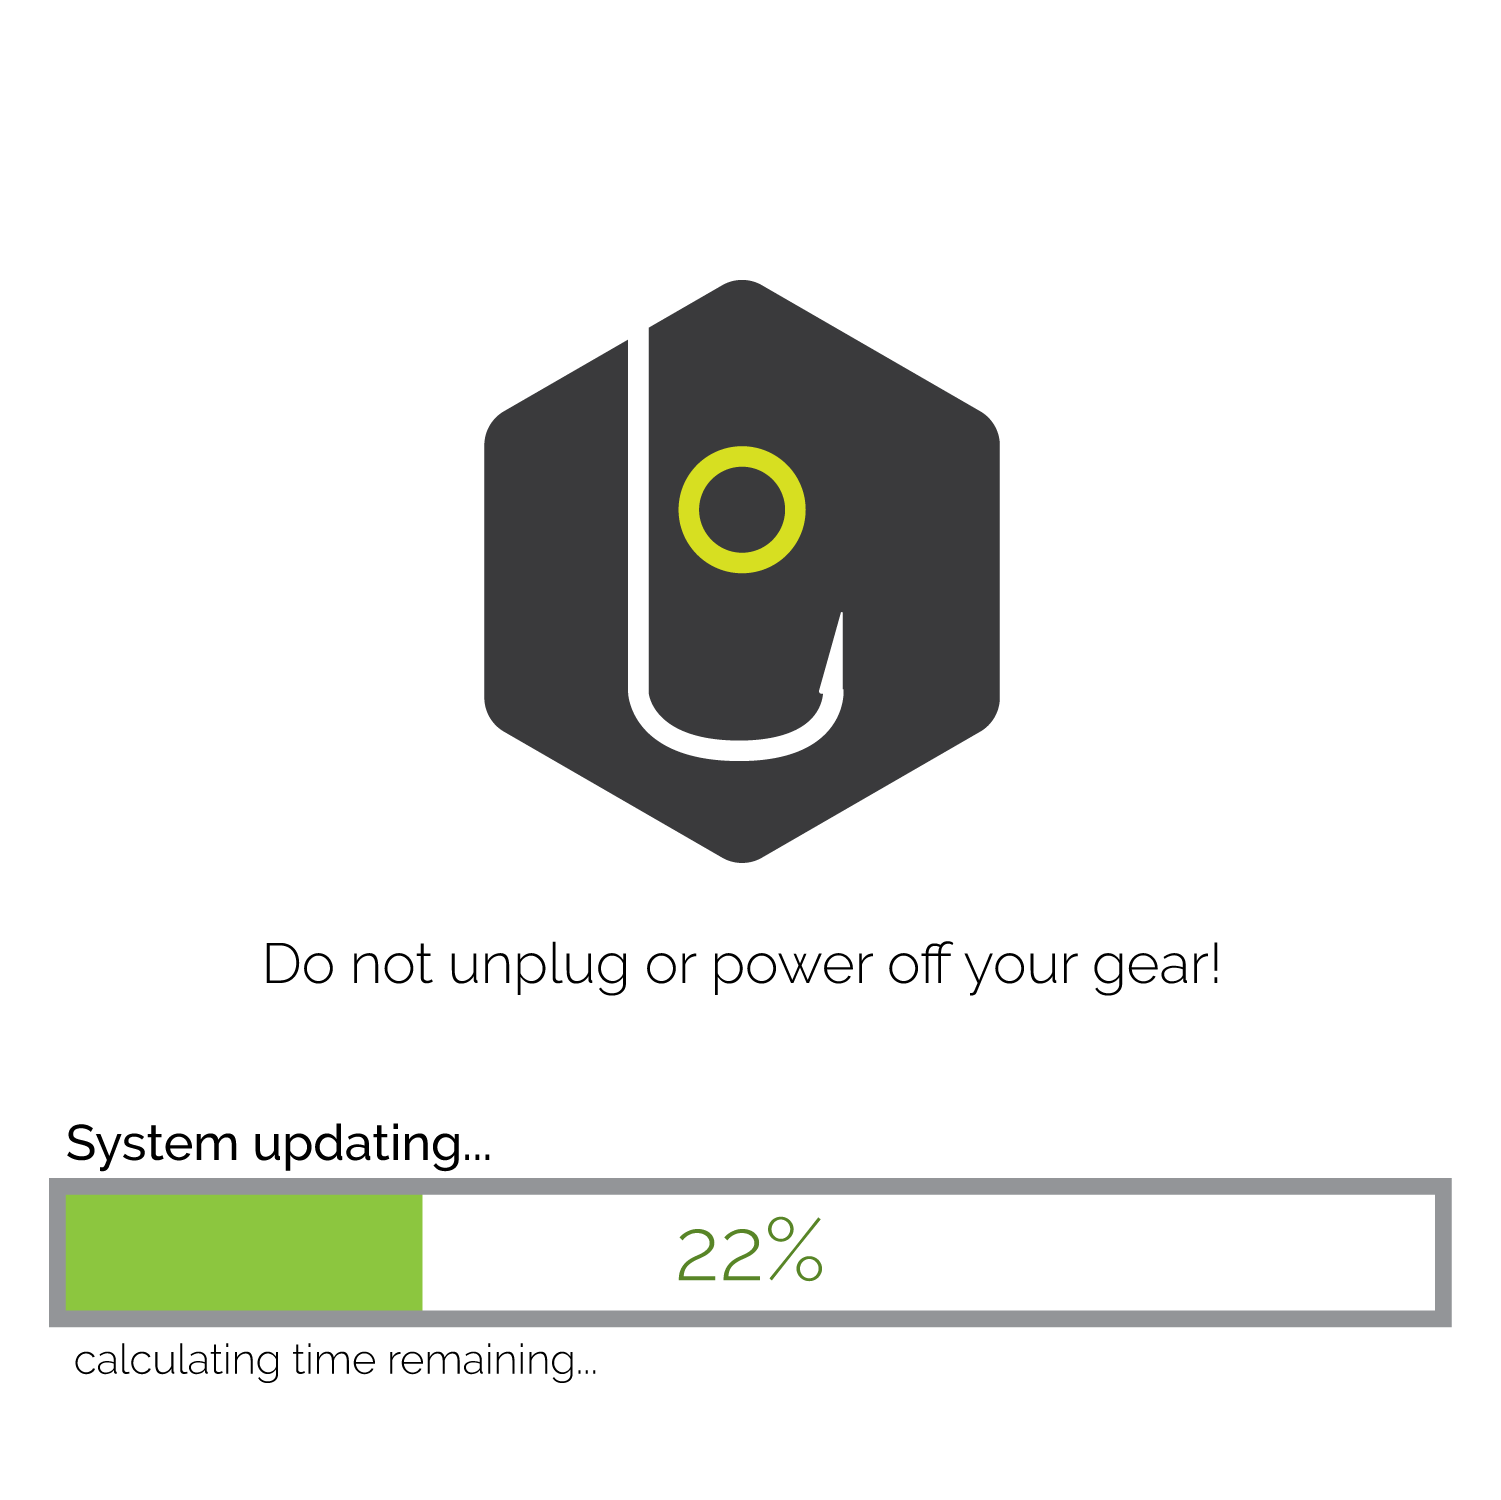 Do not unplug or power off your gear!
System updating...
22%
calculating time remaining...